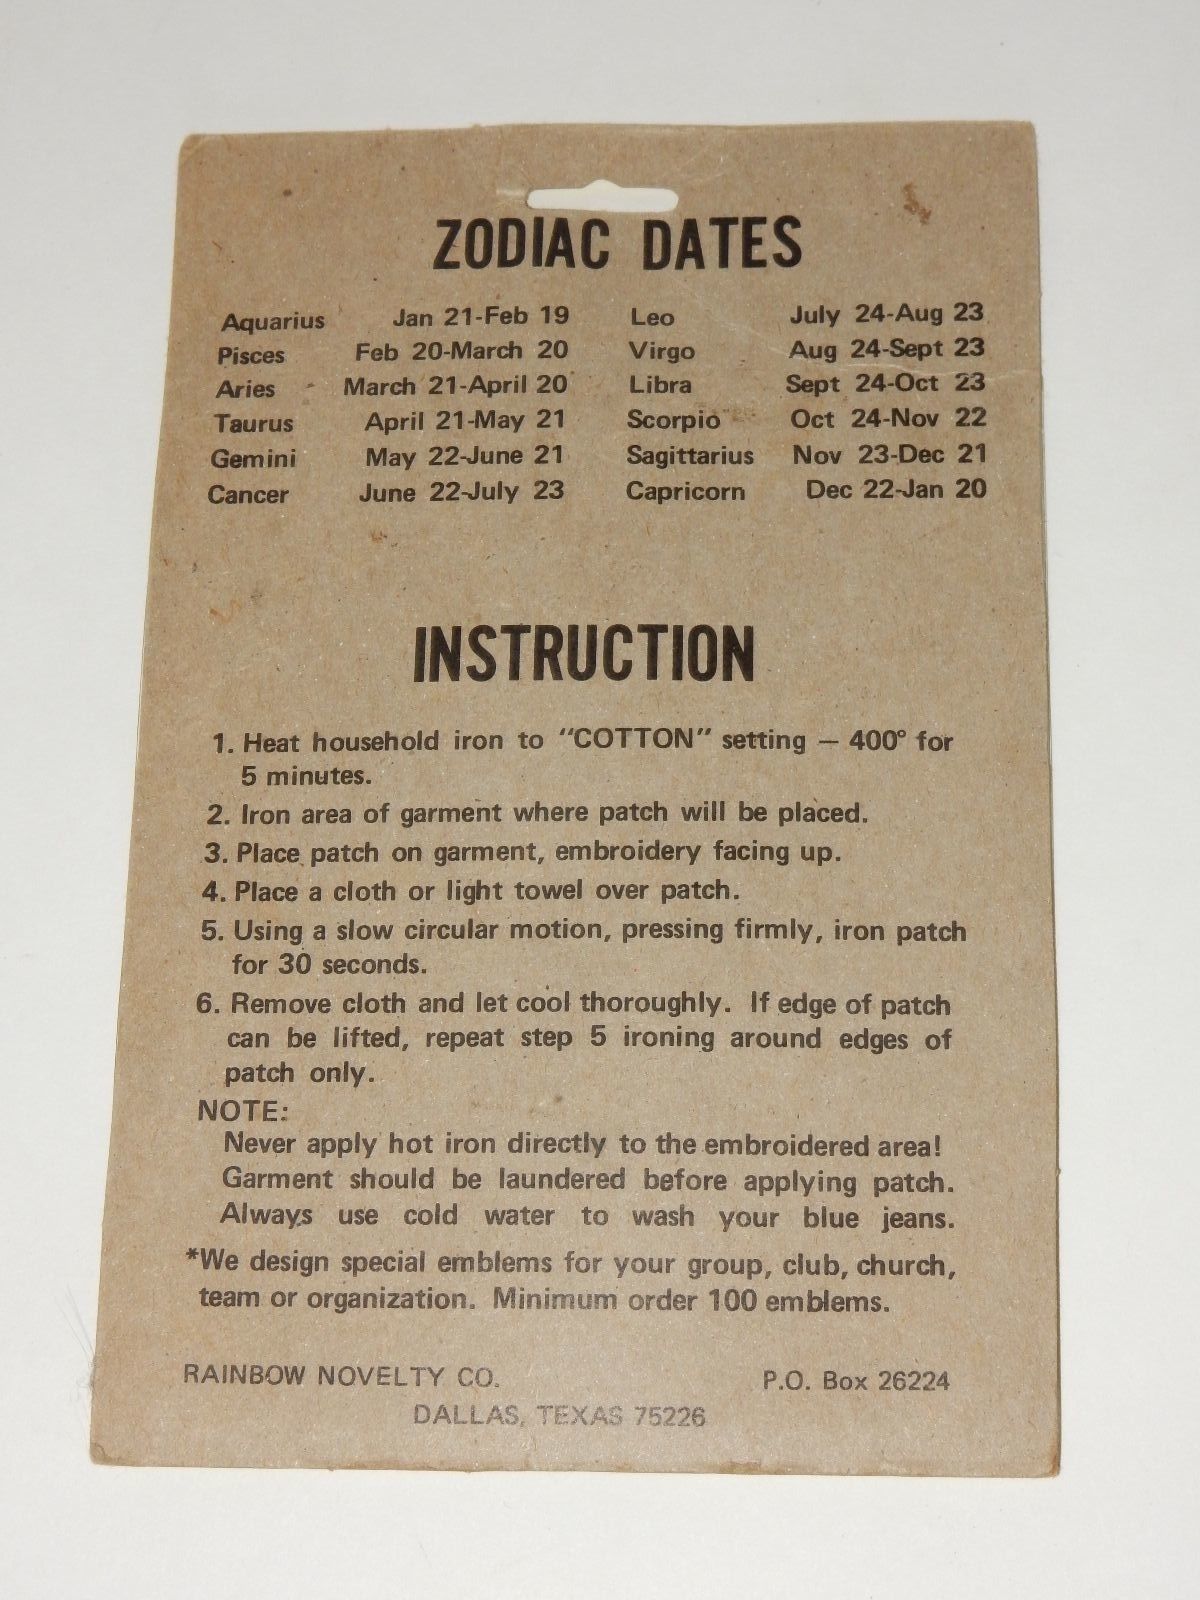 ZODIAC DATES
Aquarius Jan 21-Feb 19
Pisces Feb 20-March 20
Aries March 21-April 20
Taurus April 21-May 21
Gemini May 22-June 21
Cancer June 22-July 23
Leo July 24-Aug 23
Virgo Aug 24-Sept 23
Libra Sept 24-Oct 23
Scorpio Oct 24-Nov 22
Sagittarius Nov 23-Dec 21
Capricorn Dec 22-Jan 20
INSTRUCTION
1. Heat household iron to "COTTON" setting — 400° for
5 minutes.
2. Iron area of garment where patch will be placed.
3. Place patch on garment, embroidery facing up.
4. Place a cloth or light towel over patch.
5. Using a slow circular motion, pressing firmly, iron patch
for 30 seconds.
6. Remove cloth and let cool thoroughly. If edge of patch
can be lifted, repeat step 5 ironing around edges of
patch only.
NOTE:
Never apply hot iron directly to the embroidered area!
Garment should be laundered before applying patch.
Always use cold water to wash your blue jeans.
*We design special emblems for your group, club, church,
team or organization. Minimum order 100 emblems.
RAINBOW NOVELTY CO. P.O. Box 26224
DALLAS, TEXAS 75226